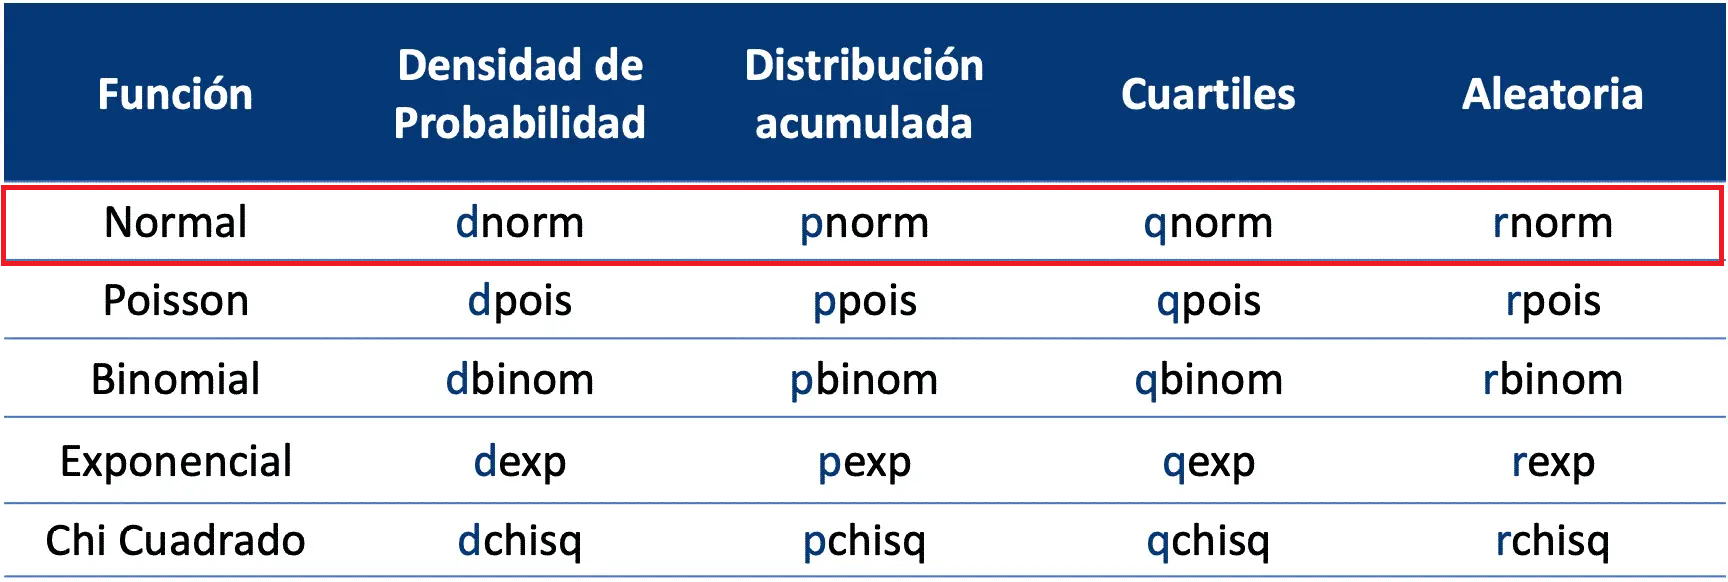 Función Densidad de Probabilidad Distribución acumulada Cuartiles Aleatoria
Normal dnorm pnorm qnorm rnorm
Poisson dpois ppois qpois rpois
Binomial dbinom pbinom qbinom rbinom
Exponencial dexp pexp qexp rexp
Chi Cuadrado dchisq pchisq qchisq rchisq